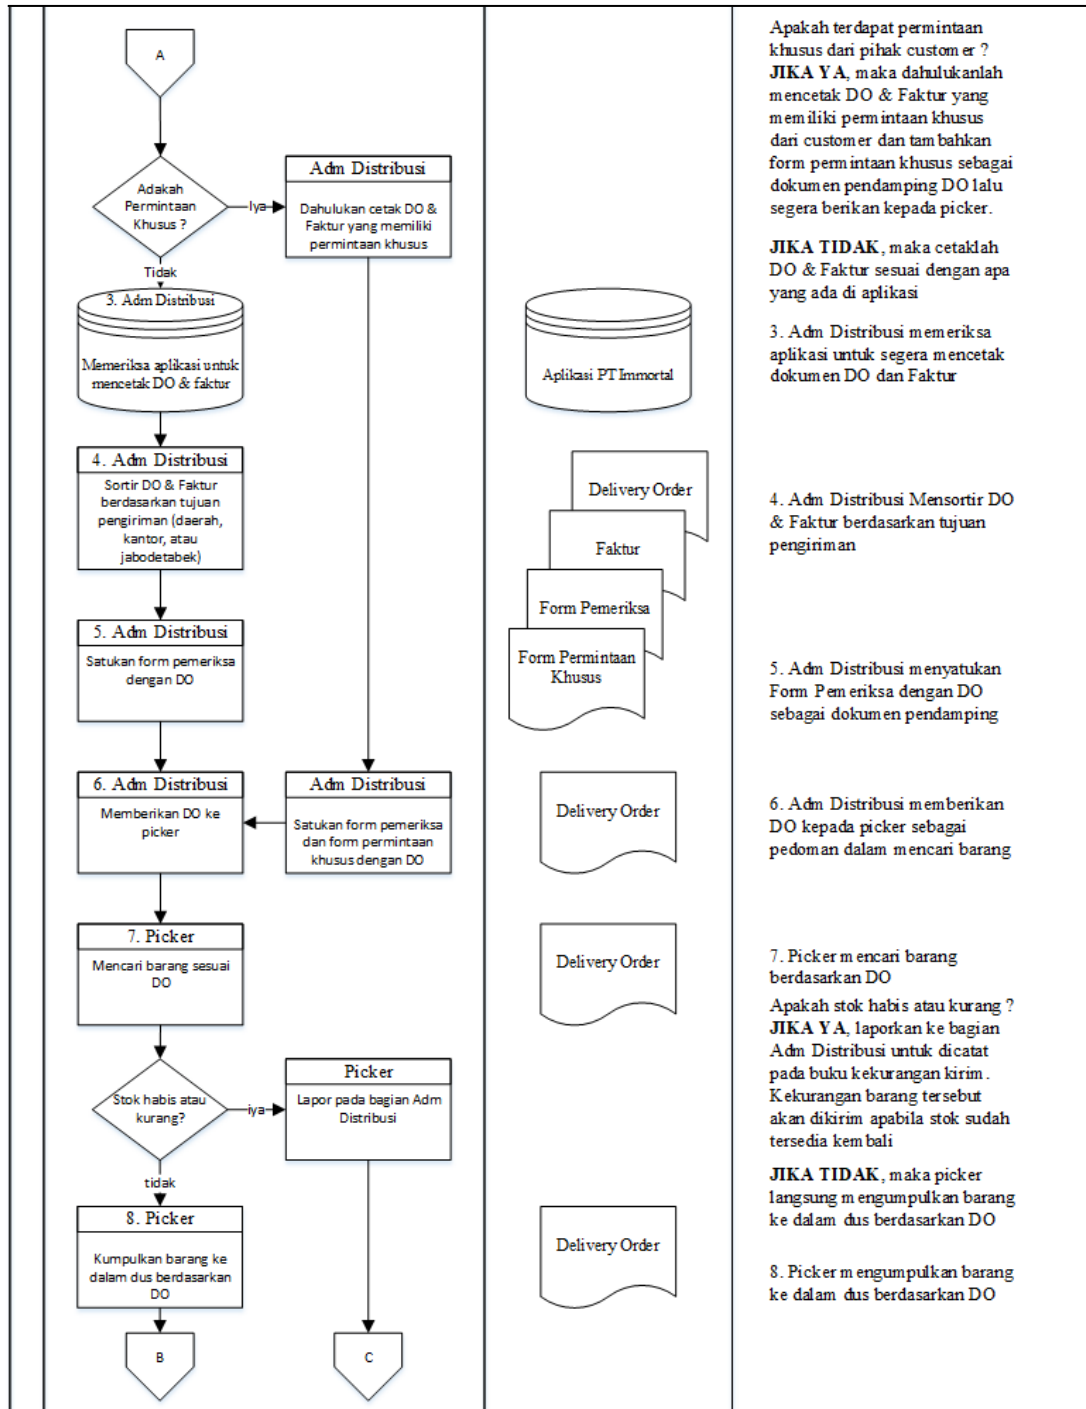 A
Adakah
Permintaan
Khusus ?
Iya
Adm Distribusi
Dahulukan cetak DO &
Faktur yang memiliki
permintaan khusus
Tidak
3. Adm Distribusi
Memeriksa aplikasi untuk
mencetak DO & faktur
4. Adm Distribusi
Sortir DO & Faktur
berdasarkan tujuan
pengiriman (daerah,
kantor, atau
jabodetabek)
5. Adm Distribusi
Satukan form pemeriksa
dengan DO
6. Adm Distribusi
Memberikan DO ke
picker
Adm Distribusi
Satukan form pemeriksa
dan form permintaan
khusus dengan DO
7. Picker
Mencari barang sesuai
DO
Stok habis atau
kurang?
iya
Picker
Lapor pada bagian Adm
Distribusi
tidak
8. Picker
Kumpulkan barang ke
dalam dus berdasarkan
DO
B
C
Aplikasi PT Immortal
Delivery Order
Faktur
Form Pemeriksa
Form Permintaan
Khusus
Delivery Order
Delivery Order
Delivery Order
Apakah terdapat permintaan
khusus dari pihak customer ?
JIKA YA, maka dahulukanlah
mencetak DO & Faktur yang
memiliki permintaan khusus
dari customer dan tambahkan
form permintaan khusus sebagai
dokumen pendamping DO lalu
segera berikan kepada picker.
JIKA TIDAK, maka cetaklah
DO & Faktur sesuai dengan apa
yang ada di aplikasi
3. Adm Distribusi memeriksa
aplikasi untuk segera mencetak
dokumen DO dan Faktur
4. Adm Distribusi Mensortir DO
& Faktur berdasarkan tujuan
pengiriman
5. Adm Distribusi menyatukan
Form Pemeriksa dengan DO
sebagai dokumen pendamping
6. Adm Distribusi memberikan
DO kepada picker sebagai
pedoman dalam mencari barang
7. Picker mencari barang
berdasarkan DO
Apakah stok habis atau kurang ?
JIKA YA, laporkan ke bagian
Adm Distribusi untuk dicatat
pada buku kekurangan kirim.
Kekurangan barang tersebut
akan dikirim apabila stok sudah
tersedia kembali
JIKA TIDAK, maka picker
langsung mengumpulkan barang
ke dalam dus berdasarkan DO
8. Picker mengumpulkan barang
ke dalam dus berdasarkan DO